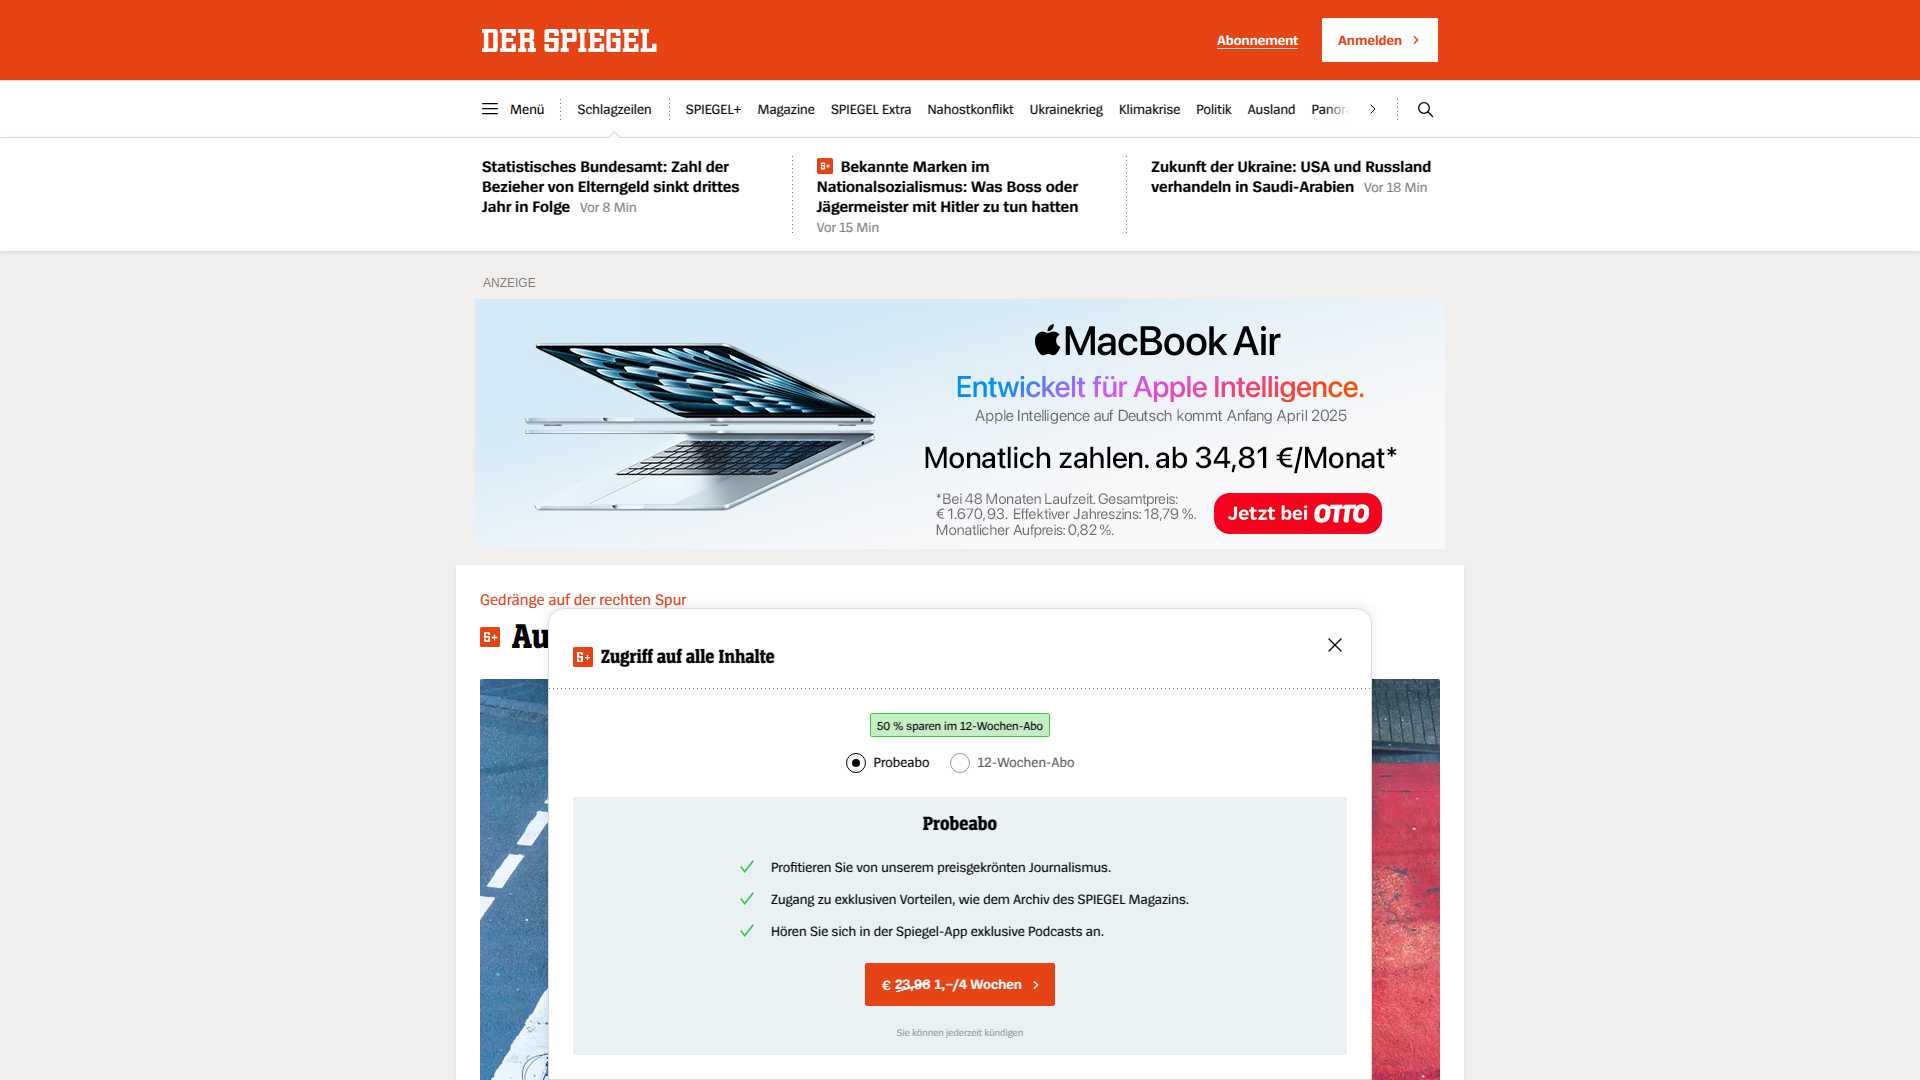 DER SPIEGEL
Abonnement
Anmelden
Menü
Schlagzeilen
SPIEGEL+
Magazine
SPIEGEL Extra
Nahostkonflikt
Ukrainekrieg
Klimakrise
Politik
Ausland
Statistisches Bundesamt: Zahl der
Bezieher von Elterngeld sinkt drittes
Jahr in Folge Vor 8 Min
Bekannte Marken im
Nationalsozialismus: Was Boss oder
Jägermeister mit Hitler zu tun hatten
Vor 15 Min
Zukunft der Ukraine: USA und Russland
verhandeln in Saudi-Arabien Vor 18 Min
ANZEIGE
MacBook Air
Entwickelt für Apple Intelligence.
Apple Intelligence auf Deutsch kommt Anfang April 2025
Monatlich zahlen. ab 34,81 €/Monat*
*Bei 48 Monaten Laufzeit. Gesamtpreis:
€ 1.670,93. Effektiver Jahreszins: 18,79 %.
Monatlicher Aufpreis: 0,82 %.
Jetzt bei OTTO
Gedränge auf der rechten Spur
Zugriff auf alle Inhalte
50 % sparen im 12-Wochen-Abo
Probeabo
12-Wochen-Abo
Probeabo
Profitieren Sie von unserem preisgekrönten Journalismus.
Zugang zu exklusiven Vorteilen, wie dem Archiv des SPIEGEL Magazins.
Hören Sie sich in der Spiegel-App exklusive Podcasts an.
€ 23,96 1,–/4 Wochen
Sie können jederzeit kündigen